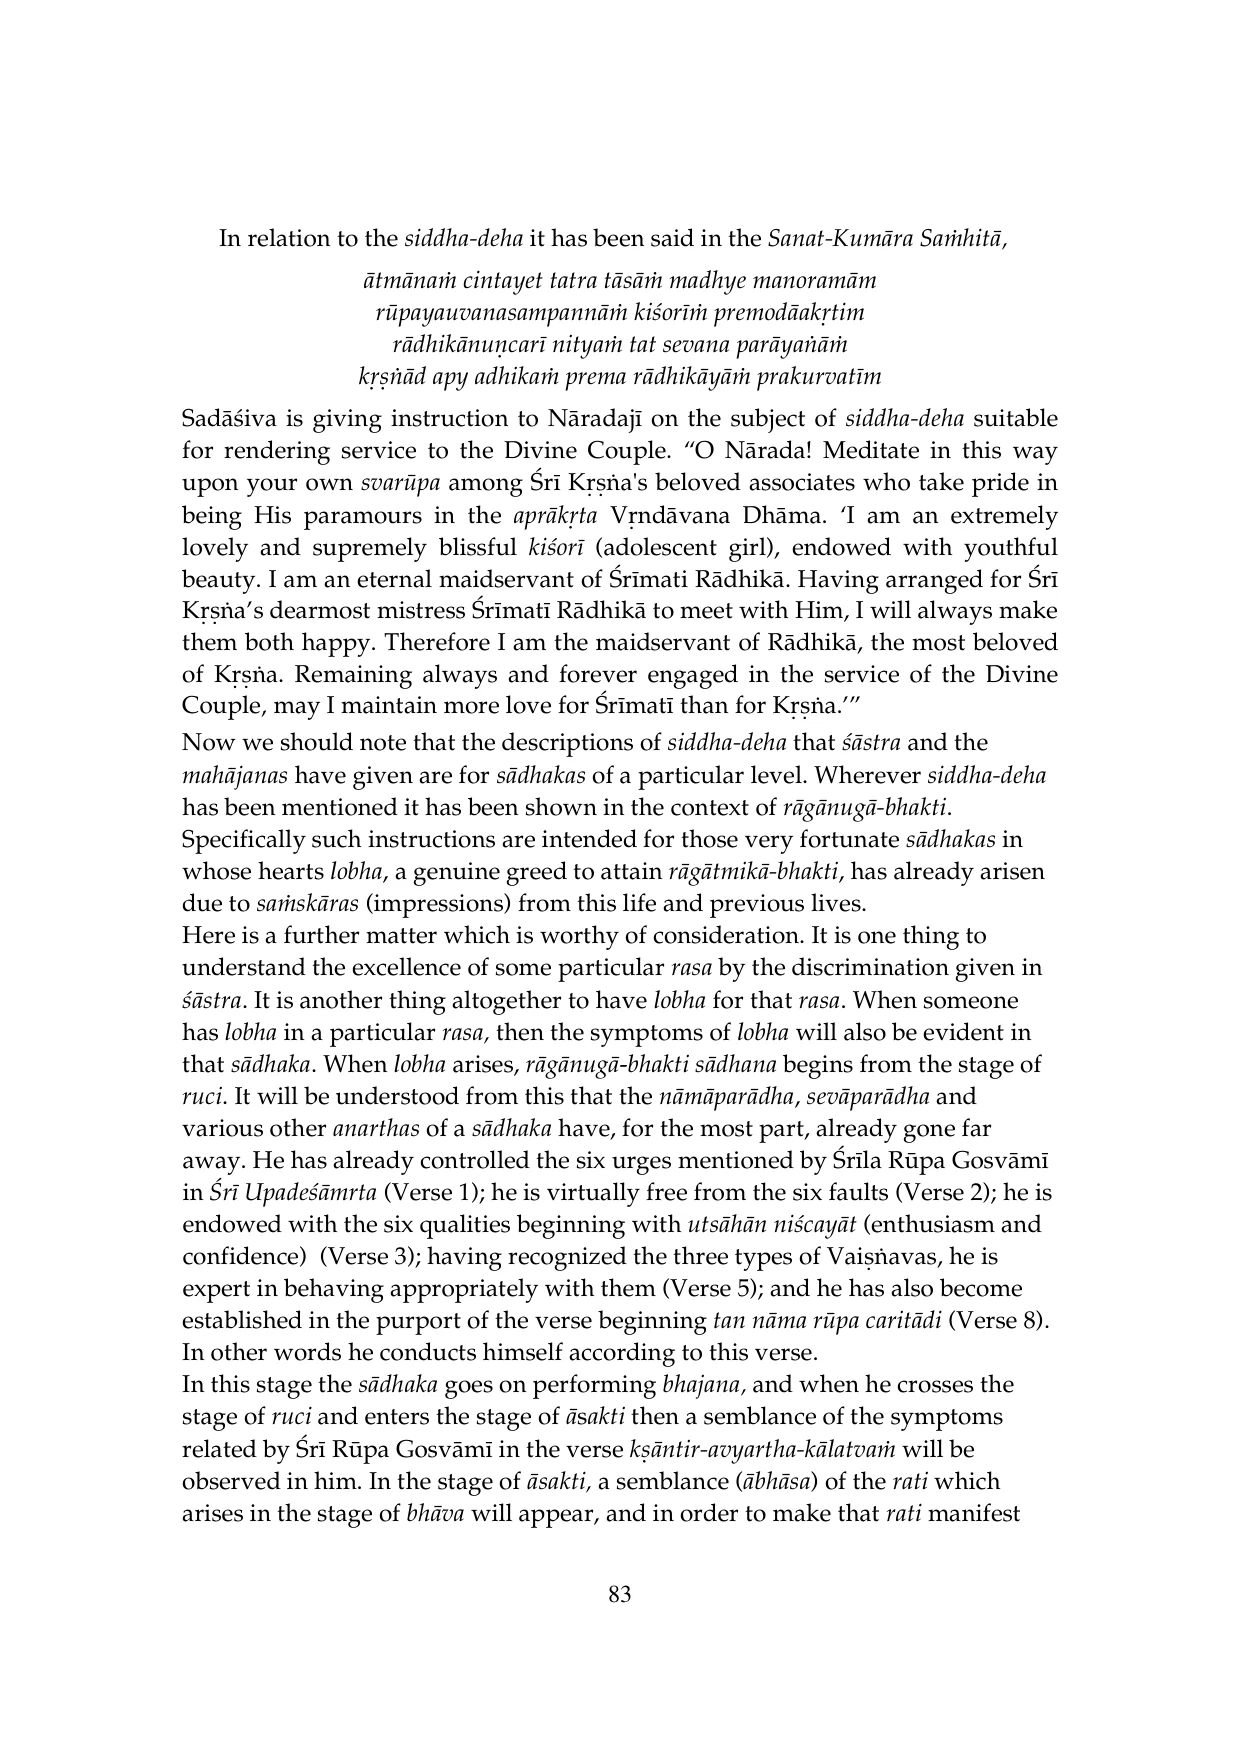 In relation to the siddha-deha it has been said in the Sanat-Kumāra Saṁhitā,
ātmānaṁ cintayet tatra tāsāṁ madhye manoramām
rūpayauvanasampannāṁ kiśorīṁ premodāakṛtim
rādhikānuṇcarī nityaṁ tat sevana parāyaṅāṁ
kṛṣṅād apy adhikaṁ prema rādhikāyāṁ prakurvatīm
Sadāśiva is giving instruction to Nāradajī on the subject of siddha-deha suitable
for rendering service to the Divine Couple. “O Nārada! Meditate in this way
upon your own svarūpa among Śrī Kṛṣṅa's beloved associates who take pride in
being His paramours in the aprākṛta Vṛndāvana Dhāma. ‘I am an extremely
lovely and supremely blissful kiśorī (adolescent girl), endowed with youthful
beauty. I am an eternal maidservant of Śrīmati Rādhikā. Having arranged for Śrī
Kṛṣṅa’s dearmost mistress Śrīmatī Rādhikā to meet with Him, I will always make
them both happy. Therefore I am the maidservant of Rādhikā, the most beloved
of Kṛṣṅa. Remaining always and forever engaged in the service of the Divine
Couple, may I maintain more love for Śrīmatī than for Kṛṣṅa.’”
Now we should note that the descriptions of siddha-deha that śāstra and the
mahājanas have given are for sādhakas of a particular level. Wherever siddha-deha
has been mentioned it has been shown in the context of rāgānugā-bhakti.
Specifically such instructions are intended for those very fortunate sādhakas in
whose hearts lobha, a genuine greed to attain rāgātmikā-bhakti, has already arisen
due to saṁskāras (impressions) from this life and previous lives.
Here is a further matter which is worthy of consideration. It is one thing to
understand the excellence of some particular rasa by the discrimination given in
śāstra. It is another thing altogether to have lobha for that rasa. When someone
has lobha in a particular rasa, then the symptoms of lobha will also be evident in
that sādhaka. When lobha arises, rāgānugā-bhakti sādhana begins from the stage of
ruci. It will be understood from this that the nāmāparādha, sevāparādha and
various other anarthas of a sādhaka have, for the most part, already gone far
away. He has already controlled the six urges mentioned by Śrīla Rūpa Gosvāmī
in Śrī Upadeśāmrta (Verse 1); he is virtually free from the six faults (Verse 2); he is
endowed with the six qualities beginning with utsāhān niścayāt (enthusiasm and
confidence)  (Verse 3); having recognized the three types of Vaiṣṅavas, he is
expert in behaving appropriately with them (Verse 5); and he has also become
established in the purport of the verse beginning tan nāma rūpa caritādi (Verse 8).
In other words he conducts himself according to this verse.
In this stage the sādhaka goes on performing bhajana, and when he crosses the
stage of ruci and enters the stage of āsakti then a semblance of the symptoms
related by Śrī Rūpa Gosvāmī in the verse kṣāntir-avyartha-kālatvaṁ will be
observed in him. In the stage of āsakti, a semblance (ābhāsa) of the rati which
arises in the stage of bhāva will appear, and in order to make that rati manifest
83